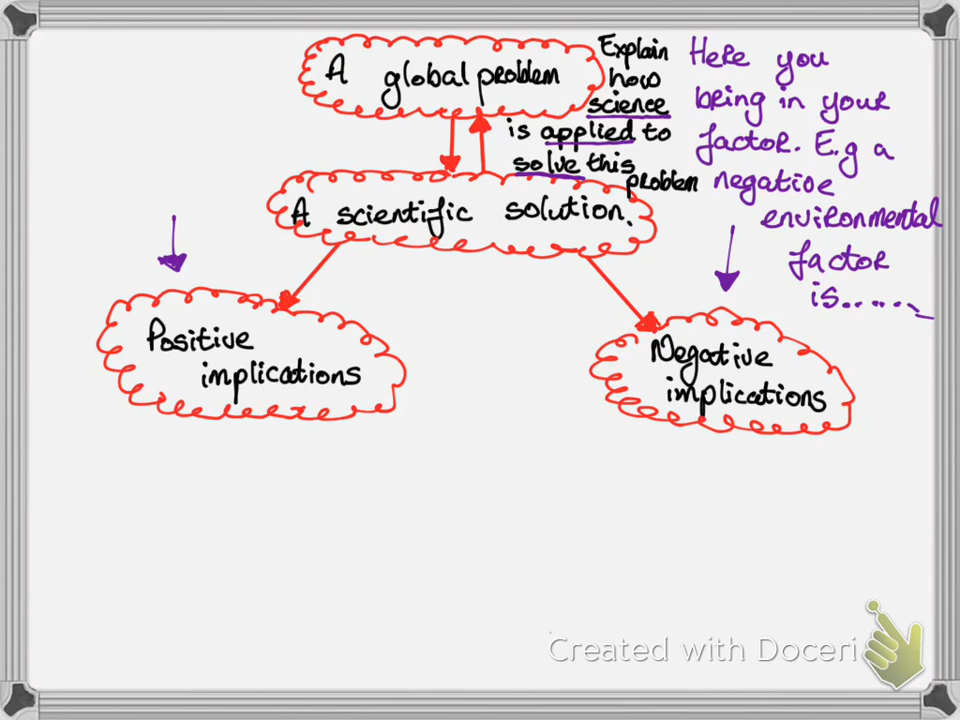 A global problem
Explain
how
science
is applied to
solve this
problem
Here you
bring in your
factor. E.g a
negative
environmental
factor
is......
A scientific solution.
Positive
implications
Negative
implications
Created with Doceri